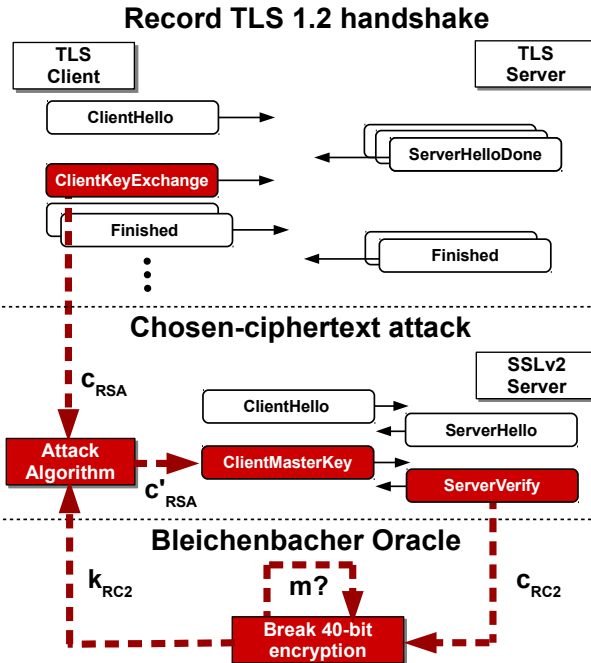 Record TLS 1.2 handshake
TLS
Client
TLS
Server
ClientHello
ServerHelloDone
ClientKeyExchange
Finished
Finished
Chosen-ciphertext attack
SSLv2
Server
cRSA
ClientHello
ServerHello
Attack
Algorithm
ClientMasterKey
c'RSA
ServerVerify
Bleichenbacher Oracle
kRC2
m?
cRC2
Break 40-bit
encryption